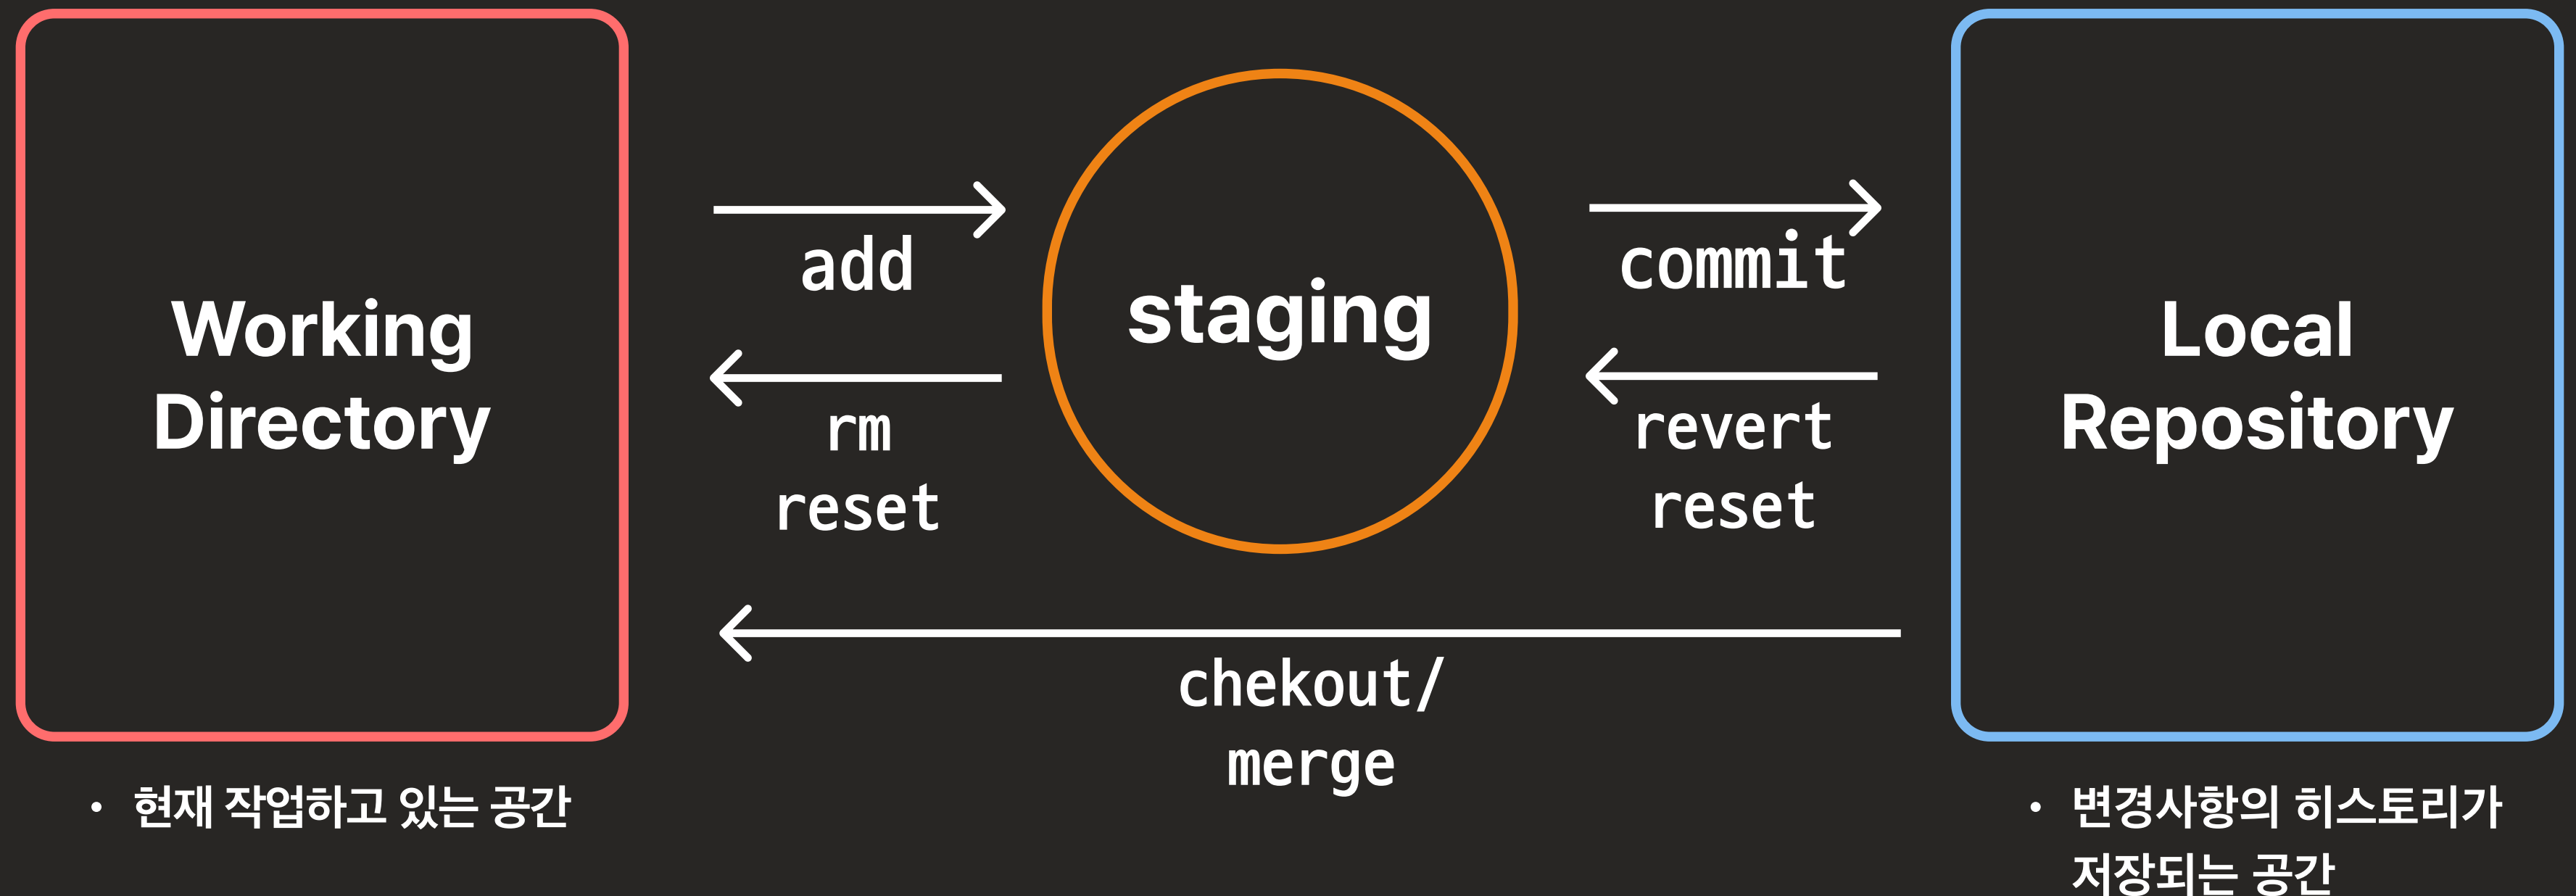 Working
Directory
add
rm
reset
staging
commit
revert
reset
chekout/
merge
Local
Repository
• 현재 작업하고 있는 공간
• 변경사항의 히스토리가
저장되는 공간